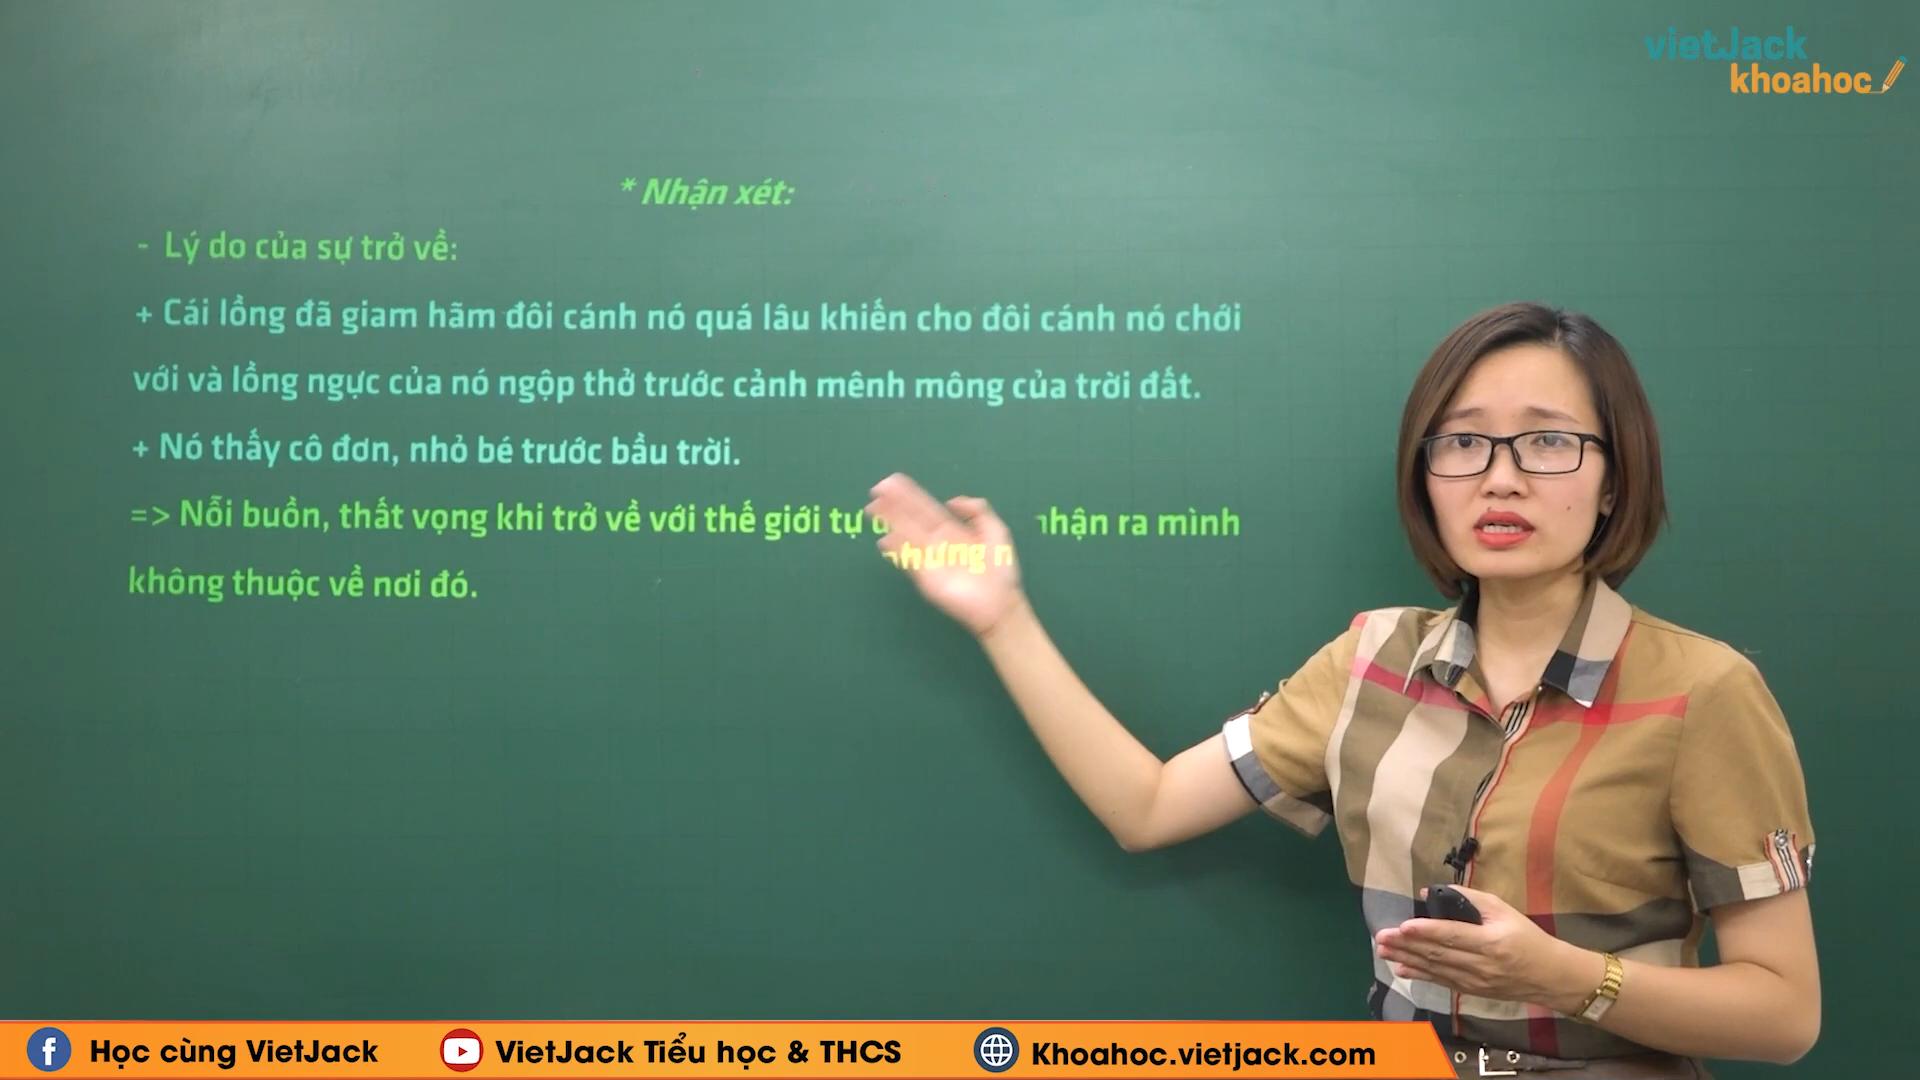 vietJack
khoahoc
* Nhận xét:
- Lý do của sự trở về:
+ Cái lồng đã giam hãm đôi cánh nó quá lâu khiến cho đôi cánh nó chới
với và lồng ngực của nó ngộp thở trước cảnh mênh mông của trời đất.
+ Nó thấy cô đơn, nhỏ bé trước bầu trời.
=> Nỗi buồn, thất vọng khi trở về với thế giới tự nhưng nhận ra mình
không thuộc về nơi đó.
Học cùng VietJack
VietJack Tiểu học & THCS
Khoahoc.vietjack.com